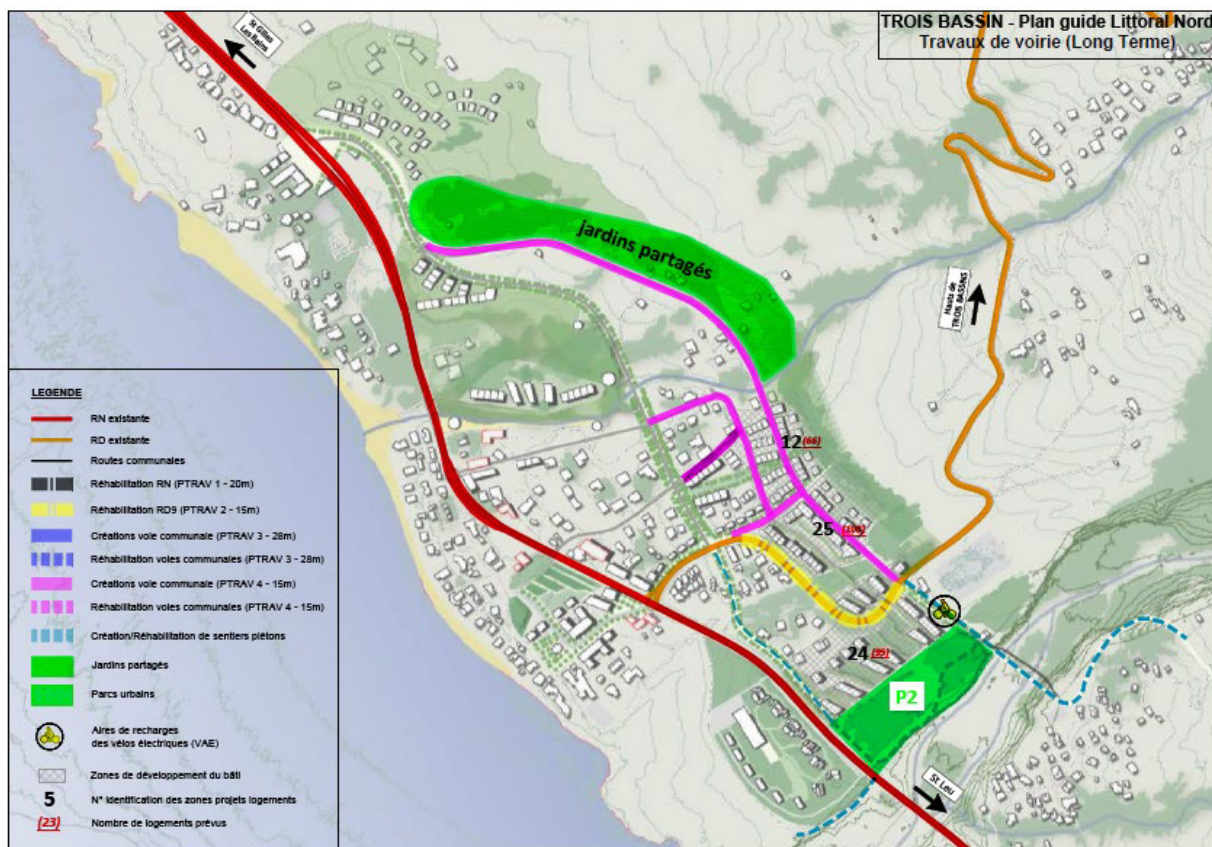 TROIS BASSIN - Plan guide Littoral Nord
Travaux de voirie (Long Terme)
St Gilles
Les Bains
jardins partagés
Hauts de
TROIS BASSINS
12 (66)
25
24
P2
St Leu
LEGENDE
RN existante
RD existante
Routes communales
Réhabilitation RN (PTRAV 1 - 20m)
Réhabilitation RD9 (PTRAV 2 - 15m)
Créations voie communale (PTRAV 3 - 28m)
Réhabilitation voies communales (PTRAV 3 - 28m)
Créations voie communale (PTRAV 4 - 15m)
Réhabilitation voies communales (PTRAV 4 - 15m)
Création/Réhabilitation de sentiers piétons
Jardins partagés
Parcs urbains
Aires de recharges
des vélos électriques (VAE)
Zones de développement du bâti
5 N° Identification des zones projets logements
(23) Nombre de logements prévus